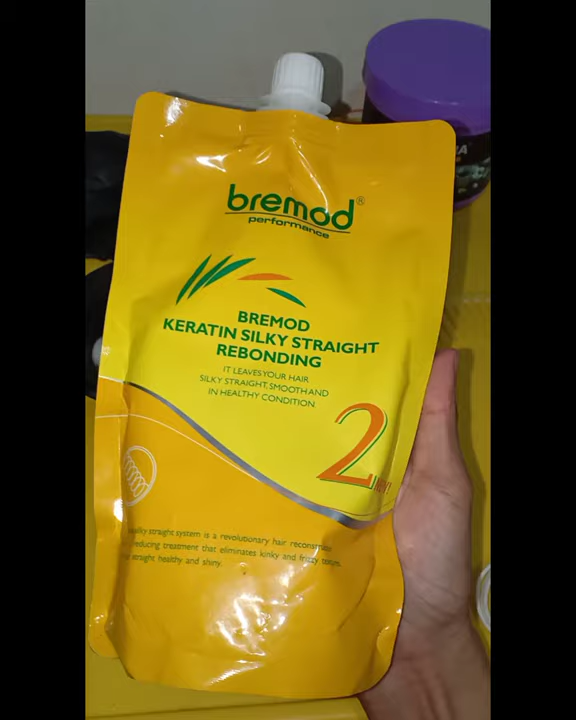 bremod®
performance
BREMOD
KERATIN SILKY STRAIGHT
REBONDING
IT LEAVES YOUR HAIR
SILKY STRAIGHT, SMOOTH AND
IN HEALTHY CONDITION.
2
silky straight system is a revolutionary hair
reducing treatment that eliminates kinky and frizzy
straight healthy and shiny.